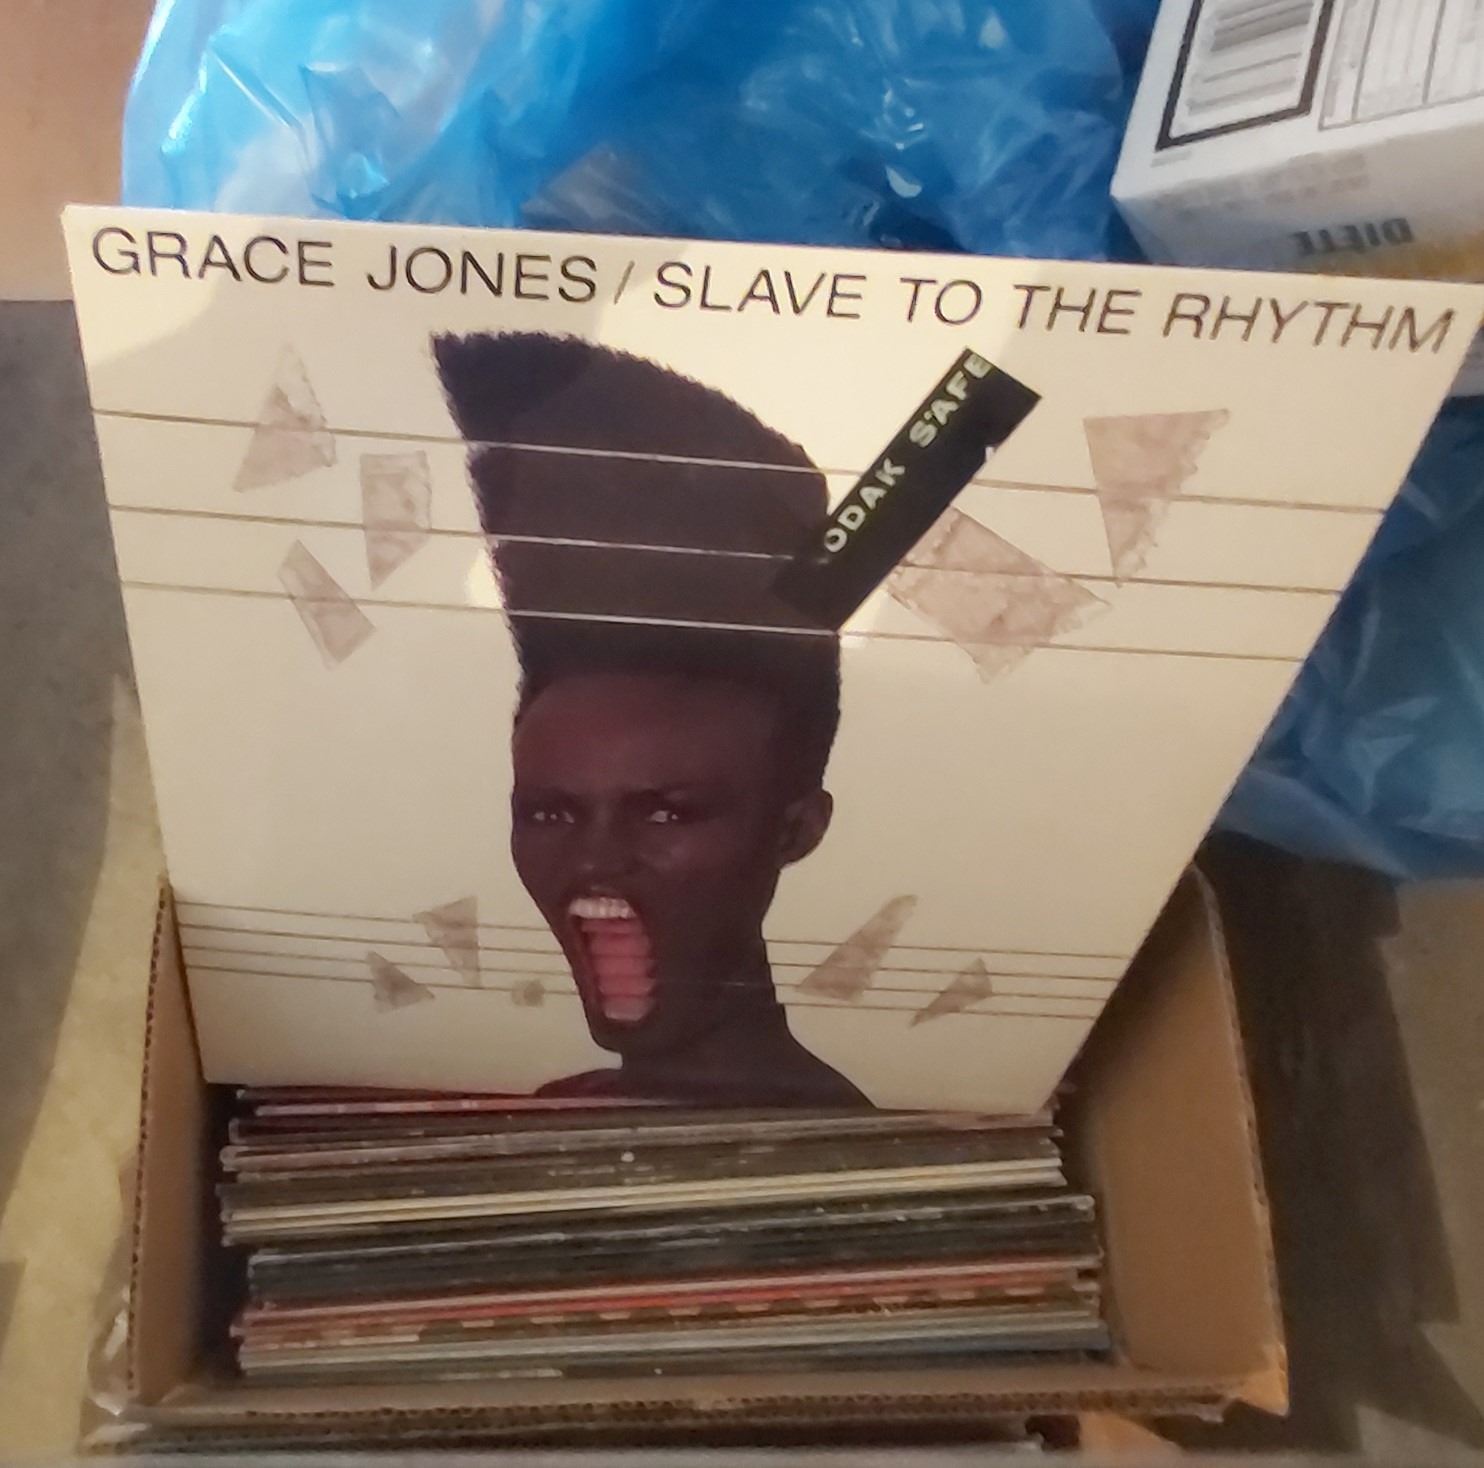 GRACE JONES / SLAVE TO THE RHYTHM
ODAK SAFE